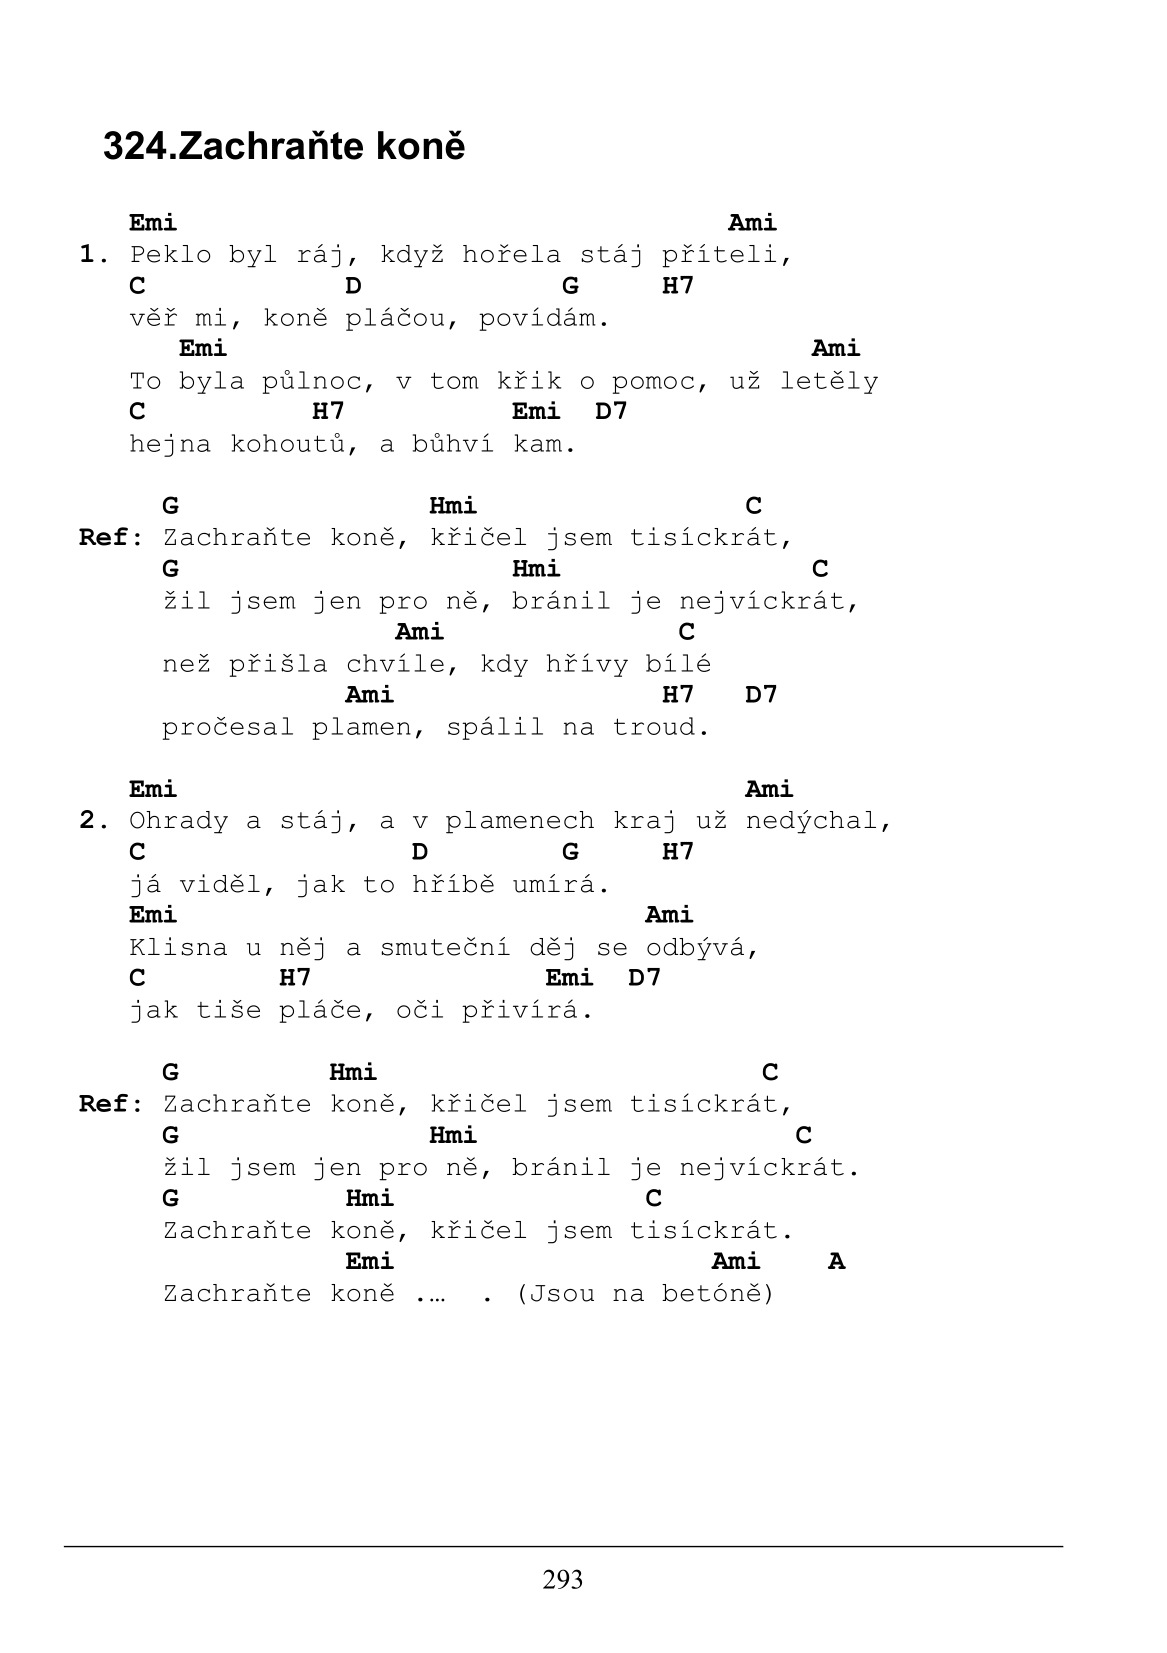 324.Zachraňte koně
Emi Ami
1. Peklo byl ráj, když hořela stáj příteli,
C D G H7
věř mi, koně pláčou, povídám.
Emi Ami
To byla půlnoc, v tom křik o pomoc, už letěly
C H7 Emi D7
hejna kohoutů, a bůhví kam.
G Hmi C
Ref: Zachraňte koně, křičel jsem tisíckrát,
G Hmi C
žil jsem jen pro ně, bránil je nejvíckrát,
Ami C
než přišla chvíle, kdy hřívy bílé
Ami H7 D7
pročesal plamen, spálil na troud.
Emi Ami
2. Ohrady a stáj, a v plamenech kraj už nedýchal,
C D G H7
já viděl, jak to hříbě umírá.
Emi Ami
Klisna u něj a smuteční děj se odbývá,
C H7 Emi D7
jak tiše pláče, oči přivírá.
G Hmi C
Ref: Zachraňte koně, křičel jsem tisíckrát,
G Hmi C
žil jsem jen pro ně, bránil je nejvíckrát.
G Hmi C
Zachraňte koně, křičel jsem tisíckrát.
Emi Ami A
Zachraňte koně .… . (Jsou na betóně)
293